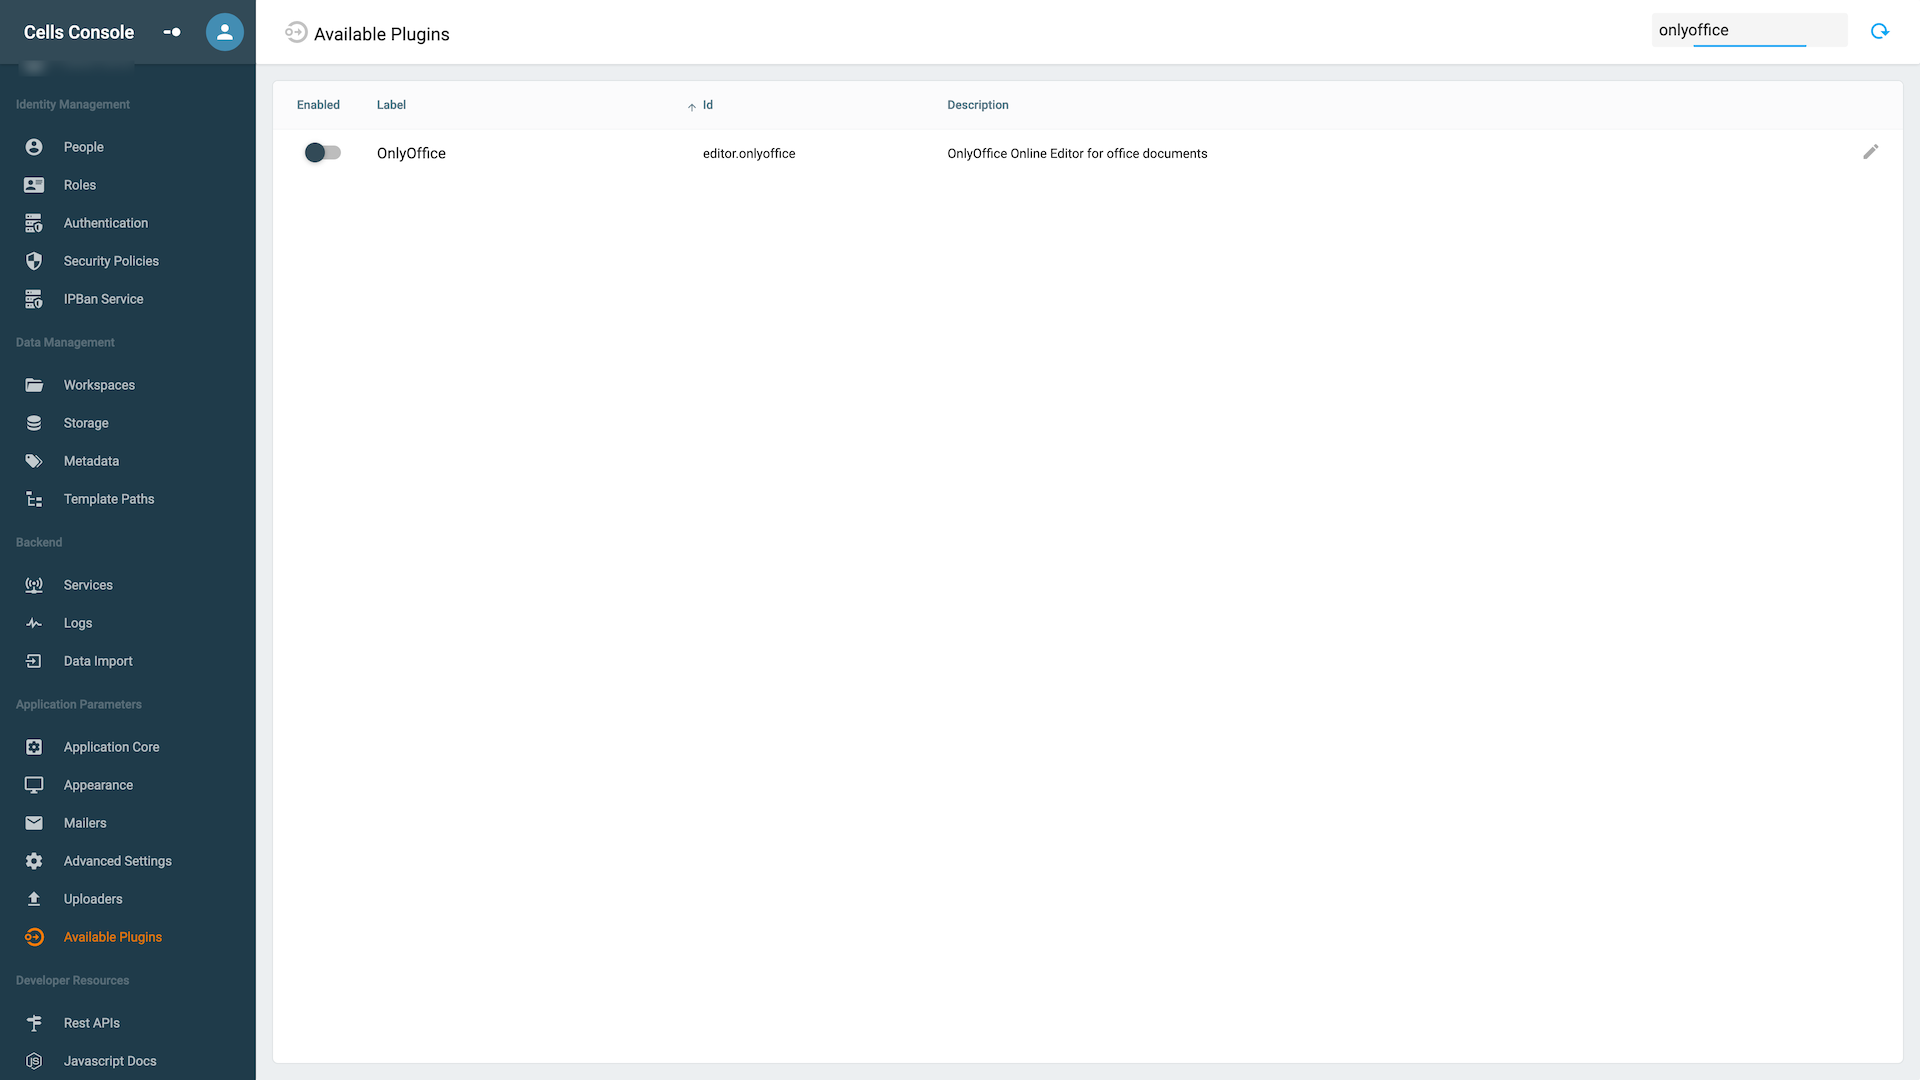 Cells Console
Identity Management
People
Roles
Authentication
Security Policies
IPBan Service
Data Management
Workspaces
Storage
Metadata
Template Paths
Backend
Services
Logs
Data Import
Application Parameters
Application Core
Appearance
Mailers
Advanced Settings
Uploaders
Available Plugins
Developer Resources
Rest APIs
Javascript Docs
Available Plugins
onlyoffice
Enabled Label Id Description
OnlyOffice editor.onlyoffice OnlyOffice Online Editor for office documents